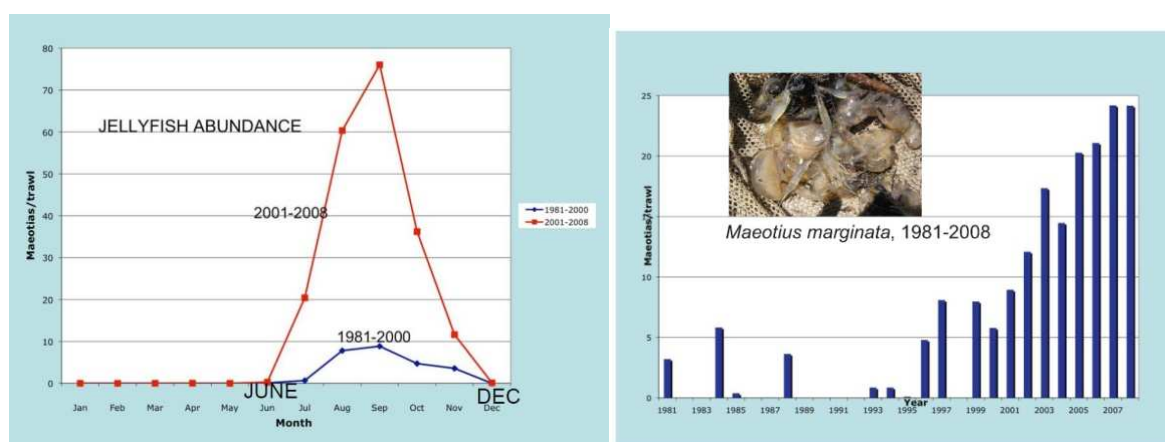 80
70
JELLYFISH ABUNDANCE
60
50
2001-2008
40
30
20
1981-2000
10
0
Maeotias/trawl
JUNE
DEC
Jan Feb Mar Apr May Jun Jul Aug Sep Oct Nov Dec
Month
1981-2000
2001-2008
25
20
15
10
5
0
Maeotias/trawl
Maeotius marginata, 1981-2008
1981 1983 1985 1987 1989 1991 1993 1995 1997 1999 2001 2003 2005 2007
Year